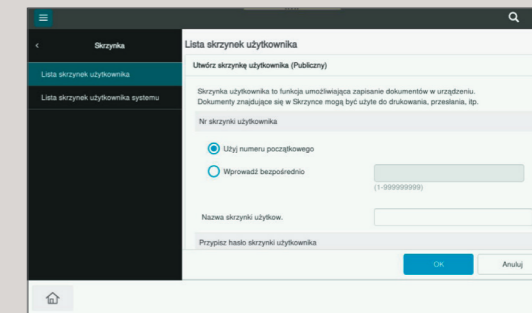 Skrzynka
Lista skrzynek użytkownika
Lista skrzynek użytkownika systemu
Lista skrzynek użytkownika
Utwórz skrzynkę użytkownika (Publiczny)
Skrzynka użytkownika to funkcja umożliwiająca zapisanie dokumentów w urządzeniu.
Dokumenty znajdujące się w Skrzynce mogą być użyte do drukowania, przesłania, itp.
Nr skrzynki użytkownika
Użyj numeru początkowego
Wprowadź bezpośrednio
(1-999999999)
Nazwa skrzynki użytkow.
Przypisz hasło skrzynki użytkownika
OK
Anuluj